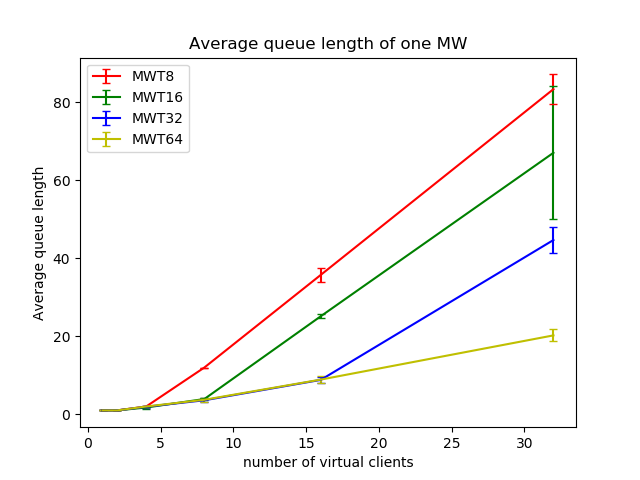 Average queue length of one MW
MWT8
MWT16
MWT32
MWT64
Average queue length
80
60
40
20
0
0 5 10 15 20 25 30
number of virtual clients